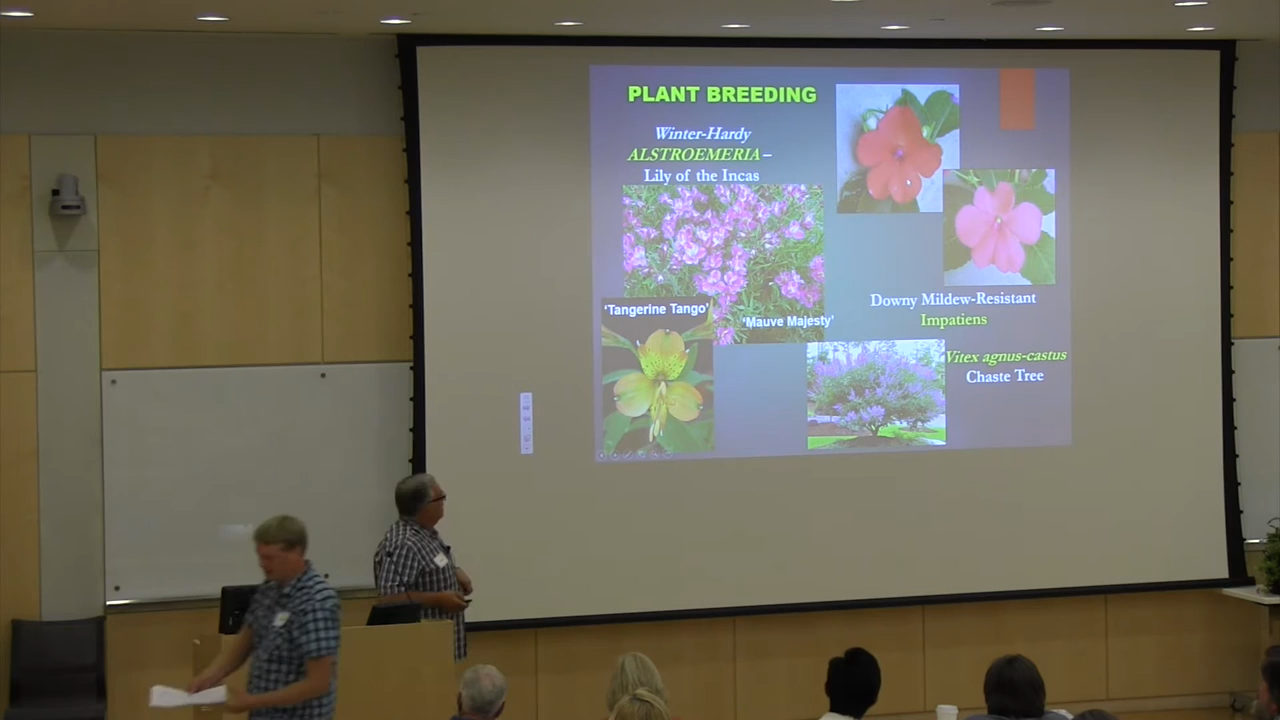 PLANT BREEDING
Winter-Hardy
ALSTROEMERIA –
Lily of the Incas
'Tangerine Tango'
'Mauve Majesty'
Downy Mildew-Resistant
Impatiens
Vitex agnus-castus
Chaste Tree